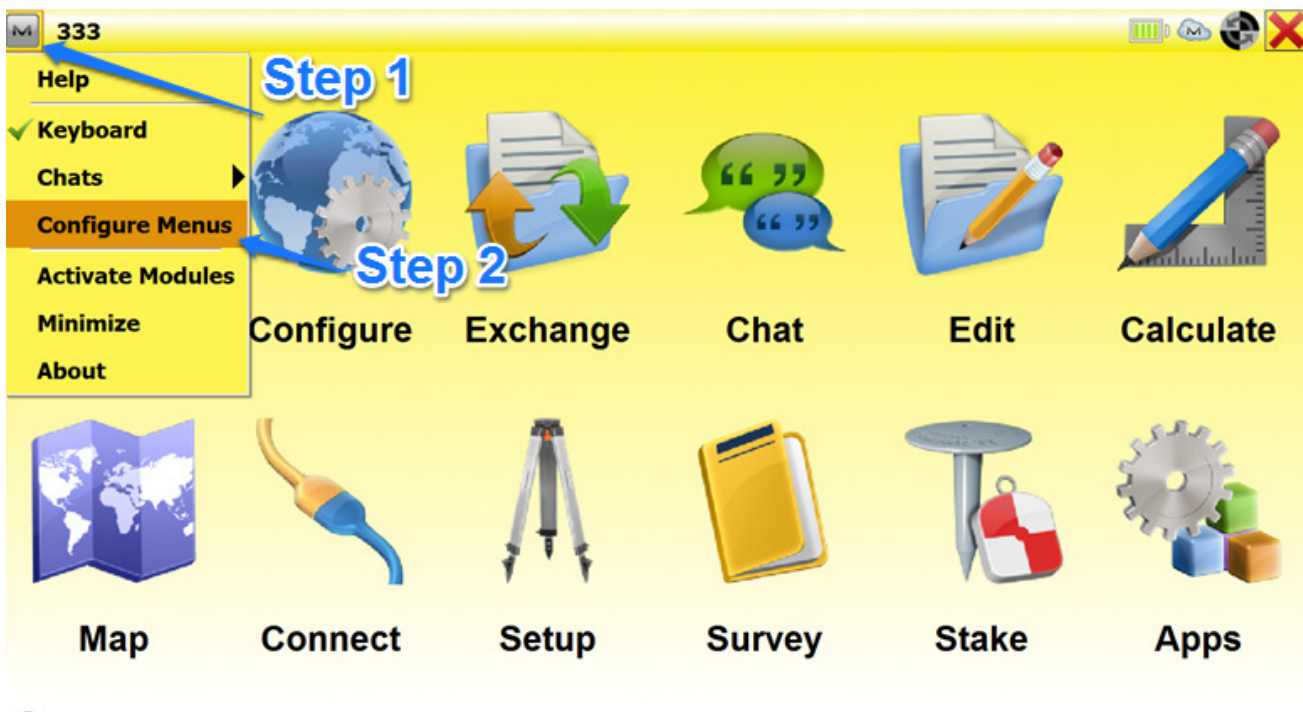 333
Help
Step 1
Keyboard
Chats
Configure Menus
Step 2
Activate Modules
Minimize
About
Configure
Exchange
Chat
Edit
Calculate
Map
Connect
Setup
Survey
Stake
Apps